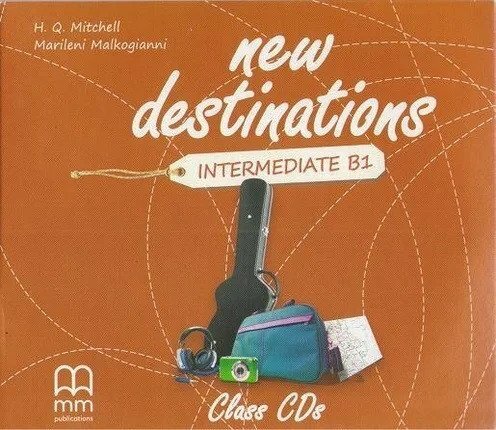 H. Q. Mitchell
Marileni Malkogianni
new
destinations
INTERMEDIATE B1
mm
publications
Class CDs